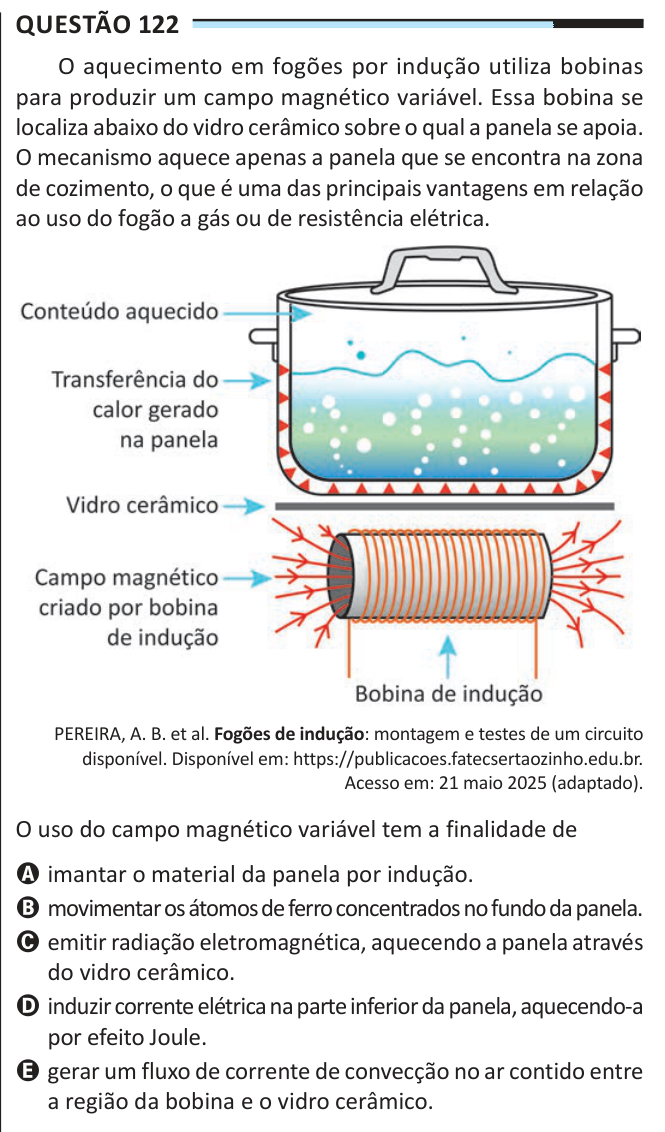 QUESTÃO 122
O aquecimento em fogões por indução utiliza bobinas
para produzir um campo magnético variável. Essa bobina se
localiza abaixo do vidro cerâmico sobre o qual a panela se apoia.
O mecanismo aquece apenas a panela que se encontra na zona
de cozimento, o que é uma das principais vantagens em relação
ao uso do fogão a gás ou de resistência elétrica.
Conteúdo aquecido
Transferência do
calor gerado
na panela
Vidro cerâmico
Campo magnético
criado por bobina
de indução
Bobina de indução
PEREIRA, A. B. et al. Fogões de indução: montagem e testes de um circuito
disponível. Disponível em: https://publicacoes.fatecsertaozinho.edu.br.
Acesso em: 21 maio 2025 (adaptado).
O uso do campo magnético variável tem a finalidade de
A imantar o material da panela por indução.
B movimentar os átomos de ferro concentrados no fundo da panela.
C emitir radiação eletromagnética, aquecendo a panela através
do vidro cerâmico.
D induzir corrente elétrica na parte inferior da panela, aquecendo-a
por efeito Joule.
E gerar um fluxo de corrente de convecção no ar contido entre
a região da bobina e o vidro cerâmico.